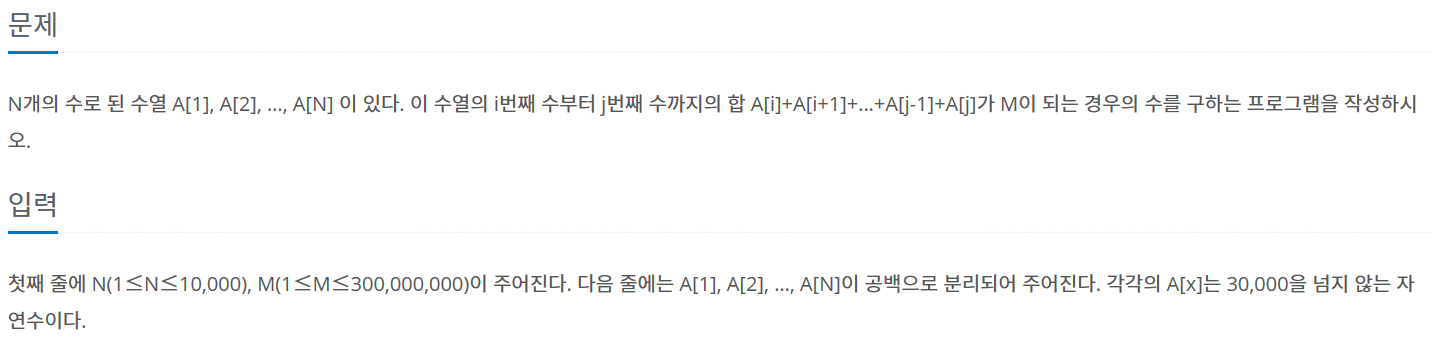 문제
N개의 수로 된 수열 A[1], A[2], …, A[N] 이 있다. 이 수열의 i번째 수부터 j번째 수까지의 합 A[i]+A[i+1]+…+A[j-1]+A[j]가 M이 되는 경우의 수를 구하는 프로그램을 작성하시
오.
입력
첫째 줄에 N(1≤N≤10,000), M(1≤M≤300,000,000)이 주어진다. 다음 줄에는 A[1], A[2], …, A[N]이 공백으로 분리되어 주어진다. 각각의 A[x]는 30,000을 넘지 않는 자
연수이다.